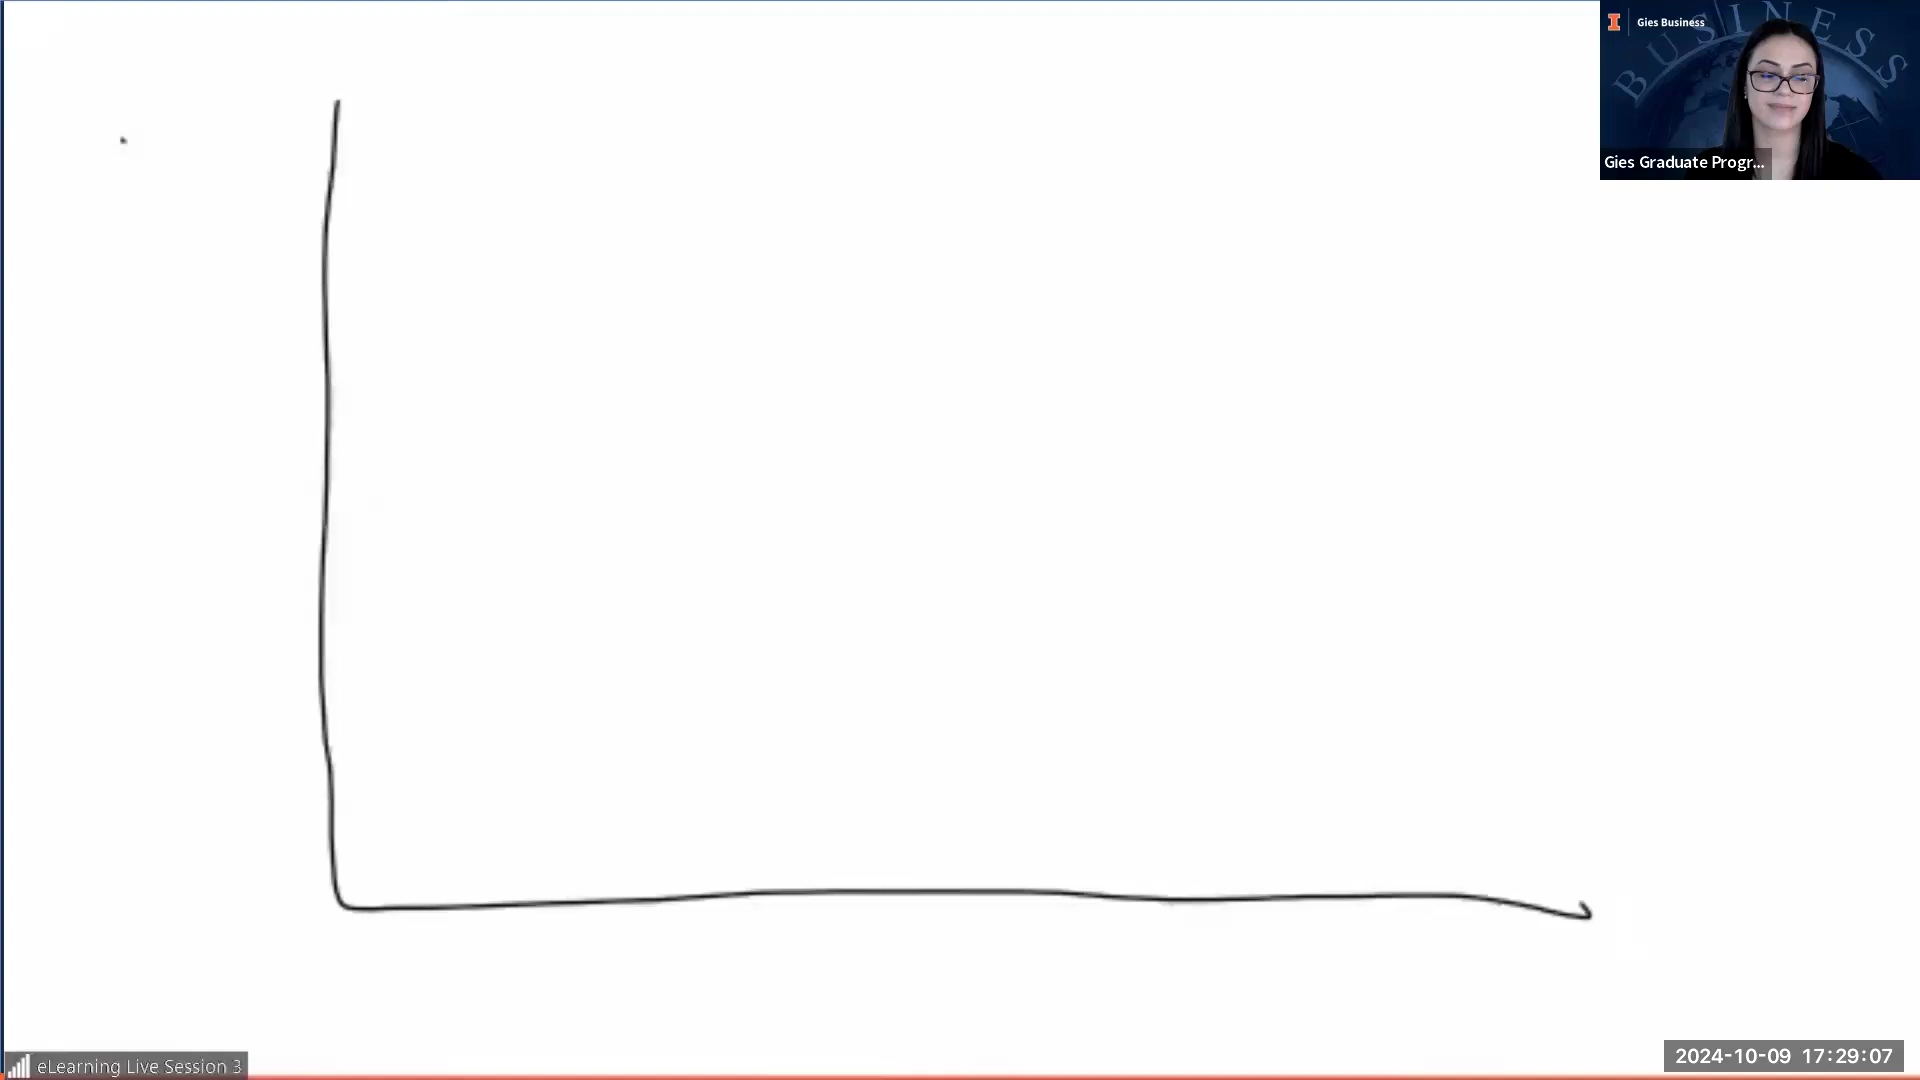 Gies Business
BUSINESS
Gies Graduate Progr...
eLearning Live Session 3
2024-10-09 17:29:07